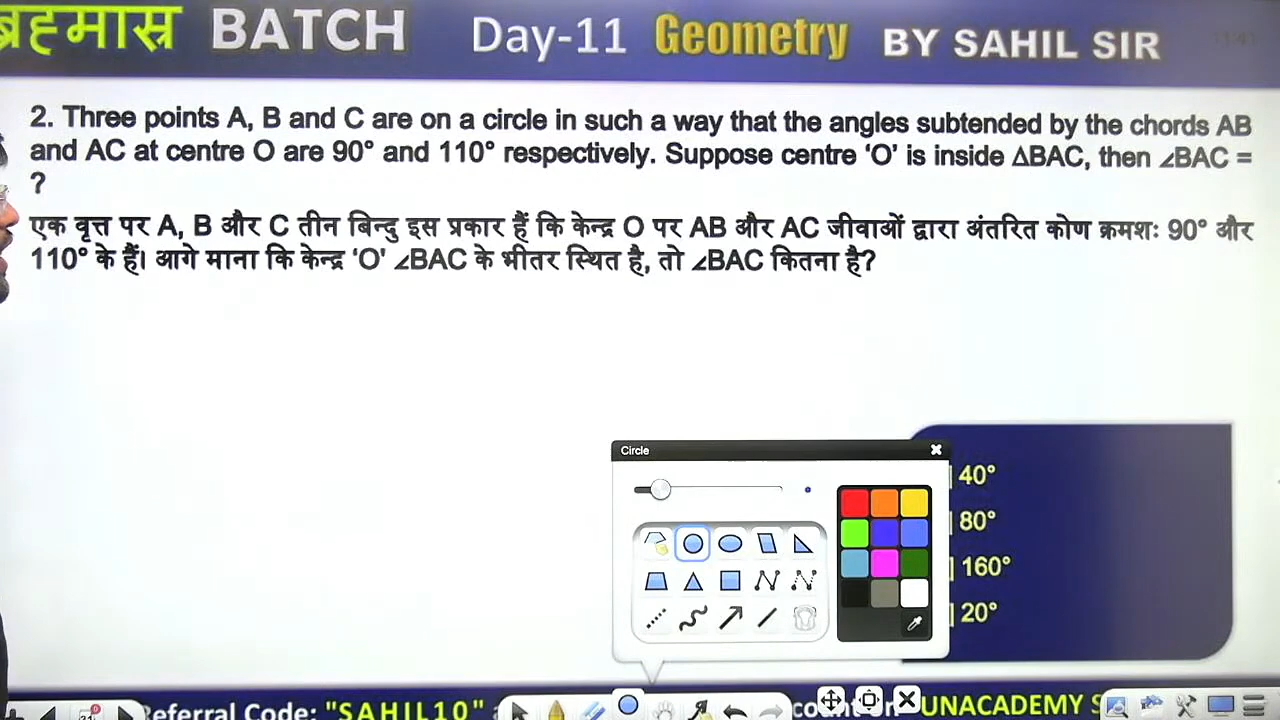 ब्रह्मास्र BATCH Day-11 Geometry BY SAHIL SIR
2. Three points A, B and C are on a circle in such a way that the angles subtended by the chords AB
and AC at centre O are 90° and 110° respectively. Suppose centre 'O' is inside ΔBAC, then ∠BAC =
?
एक वृत्त पर A, B और C तीन बिन्दु इस प्रकार हैं कि केन्द्र O पर AB और AC जीवाओं द्वारा अंतरित कोण क्रमशः 90° और
110° के हैं। आगे माना कि केन्द्र 'O' ∠BAC के भीतर स्थित है, तो ∠BAC कितना है?
Circle
40°
80°
160°
20°
eferral Code: "SAHIL10" UNACADEMY